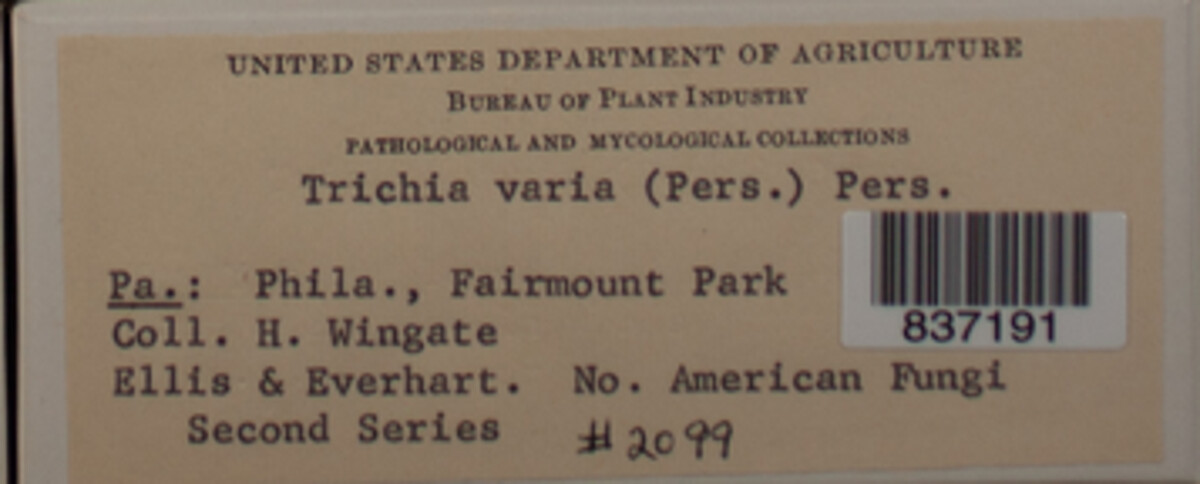 UNITED STATES DEPARTMENT OF AGRICULTURE
BUREAU OF PLANT INDUSTRY
PATHOLOGICAL AND MYCOLOGICAL COLLECTIONS
Trichia varia (Pers.) Pers.
Pa.: Phila., Fairmount Park
837191
Coll. H. Wingate
Ellis & Everhart. No. American Fungi
Second Series #2099